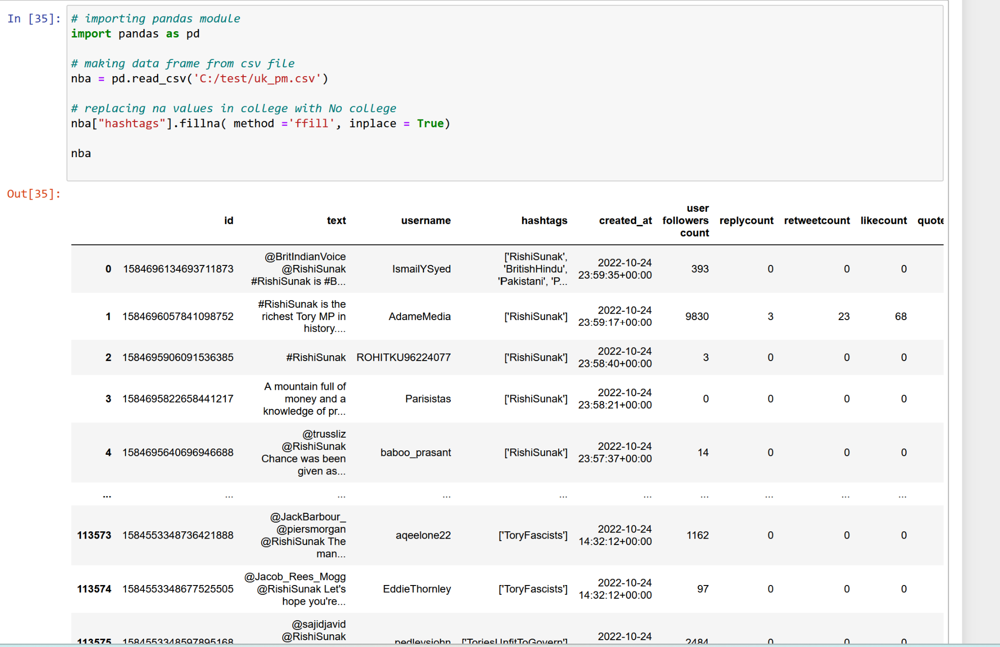 In [35]:
# importing pandas module
import pandas as pd
# making data frame from csv file
nba = pd.read_csv('C:/test/uk_pm.csv')
# replacing na values in college with No college
nba["hashtags"].fillna( method ='ffill', inplace = True)
nba
Out[35]:
id text username hashtags created_at user followers count replycount retweetcount likecount quote
0 1584696134693711873 @BritIndianVoice @RishiSunak #RishiSunak is #B... IsmailYSyed ['RishiSunak', 'BritishHindu', 'Pakistani', 'P... 2022-10-24 23:59:35+00:00 393 0 0 0
1 1584696057841098752 #RishiSunak is the richest Tory MP in history.... AdameMedia ['RishiSunak'] 2022-10-24 23:59:17+00:00 9830 3 23 68
2 1584695906091536385 #RishiSunak ROHITKU96224077 ['RishiSunak'] 2022-10-24 23:58:40+00:00 3 0 0 0
3 1584695822658441217 A mountain full of money and a knowledge of pr... Parisistas ['RishiSunak'] 2022-10-24 23:58:21+00:00 0 0 0 0
4 1584695640696946688 @trussliz @RishiSunak Chance was been given as... baboo_prasant ['RishiSunak'] 2022-10-24 23:57:37+00:00 14 0 0 0
... ... ... ... ... ... ... ... ... ...
113573 1584553348736421888 @JackBarbour_ @piersmorgan @RishiSunak The man... aqeelone22 ['ToryFascists'] 2022-10-24 14:32:12+00:00 1162 0 0 0
113574 1584553348677525505 @Jacob_Rees_Mogg @RishiSunak Let's hope you're... EddieThornley ['ToryFascists'] 2022-10-24 14:32:12+00:00 97 0 0 0
113575 1584553348597895168 @sajidjavid @RishiSunak pedleysjohn ['ToriesUnfitToGovern'] 2022-10-24 2484 0 0 0